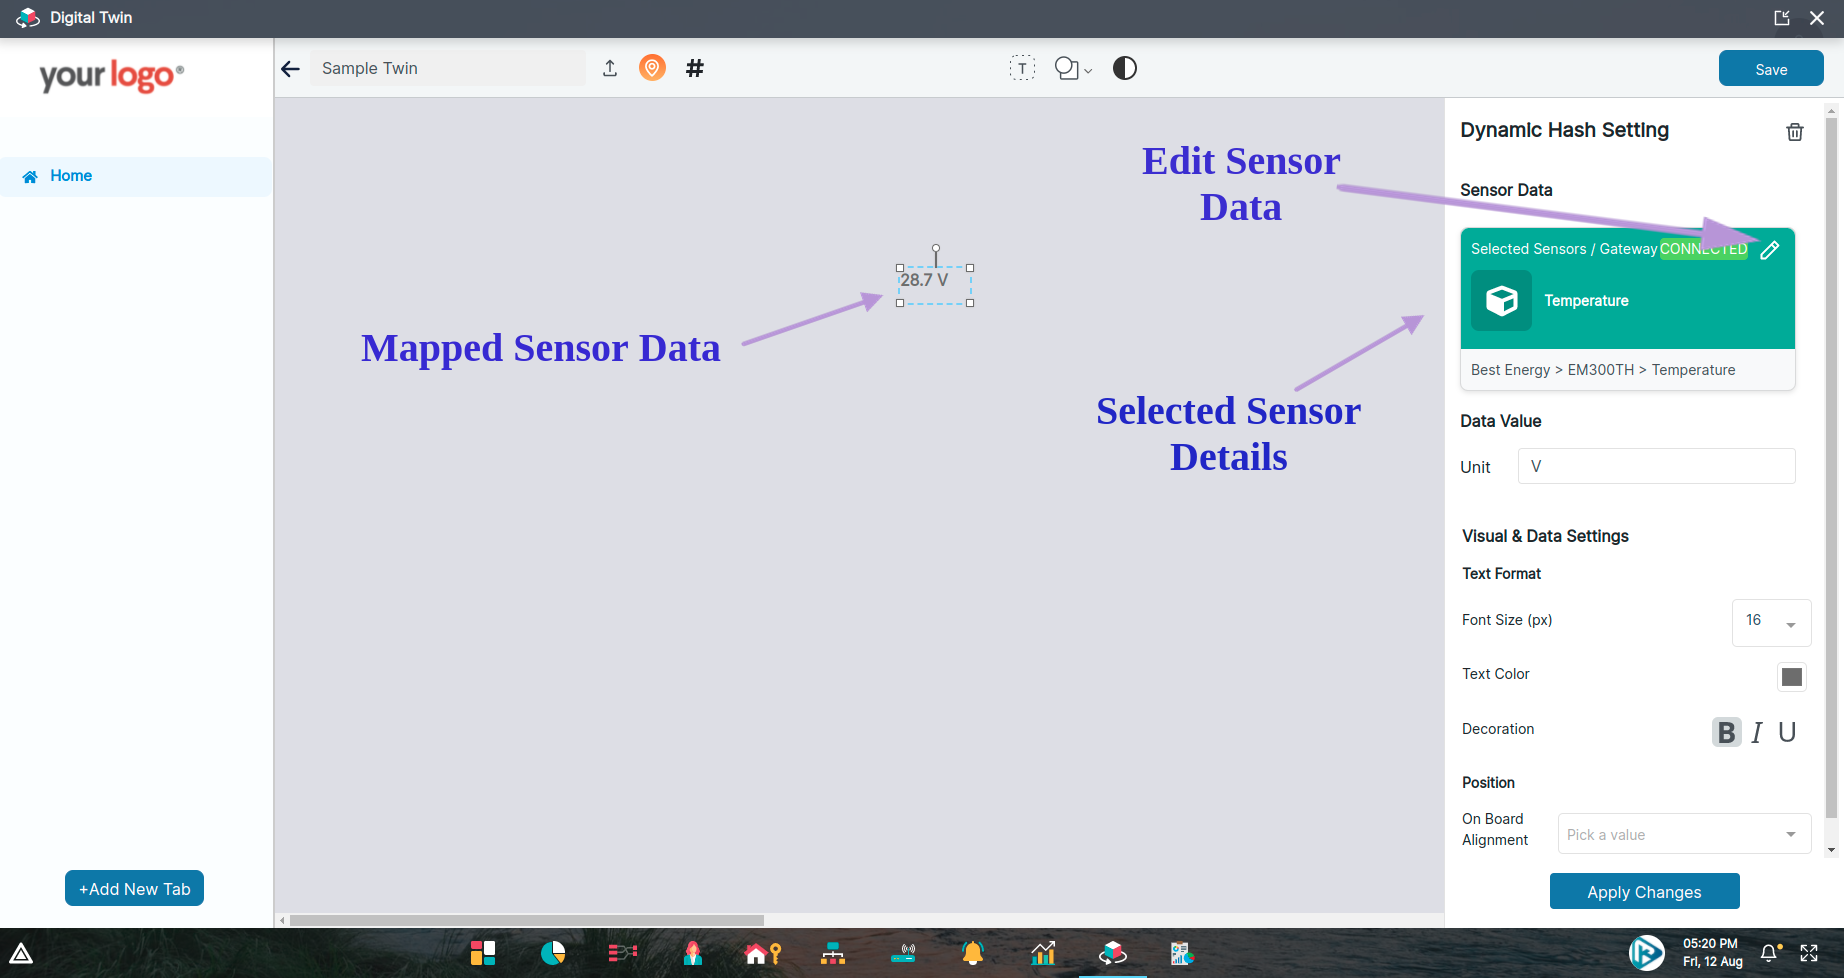 Digital Twin
your logo®
Sample Twin
T
Save
Home
Dynamic Hash Setting
Sensor Data
Edit Sensor
Data
Selected Sensors / Gateway CONNECTED
Temperature
28.7 V
Mapped Sensor Data
Best Energy > EM300TH > Temperature
Selected Sensor
Details
Data Value
Unit V
Visual & Data Settings
Text Format
Font Size (px) 16
Text Color
Decoration B I U
Position
On Board
Alignment
Pick a value
+Add New Tab
Apply Changes
05:20 PM
Fri, 12 Aug